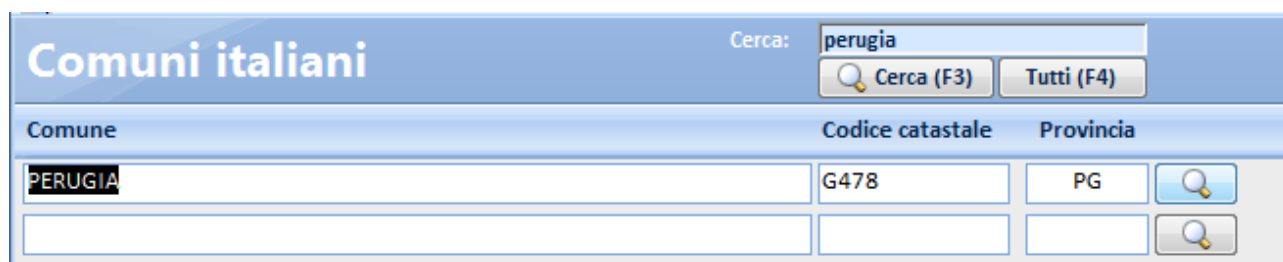 Comuni italiani
Cerca: perugia
Cerca (F3) Tutti (F4)
Comune Codice catastale Provincia
PERUGIA G478 PG